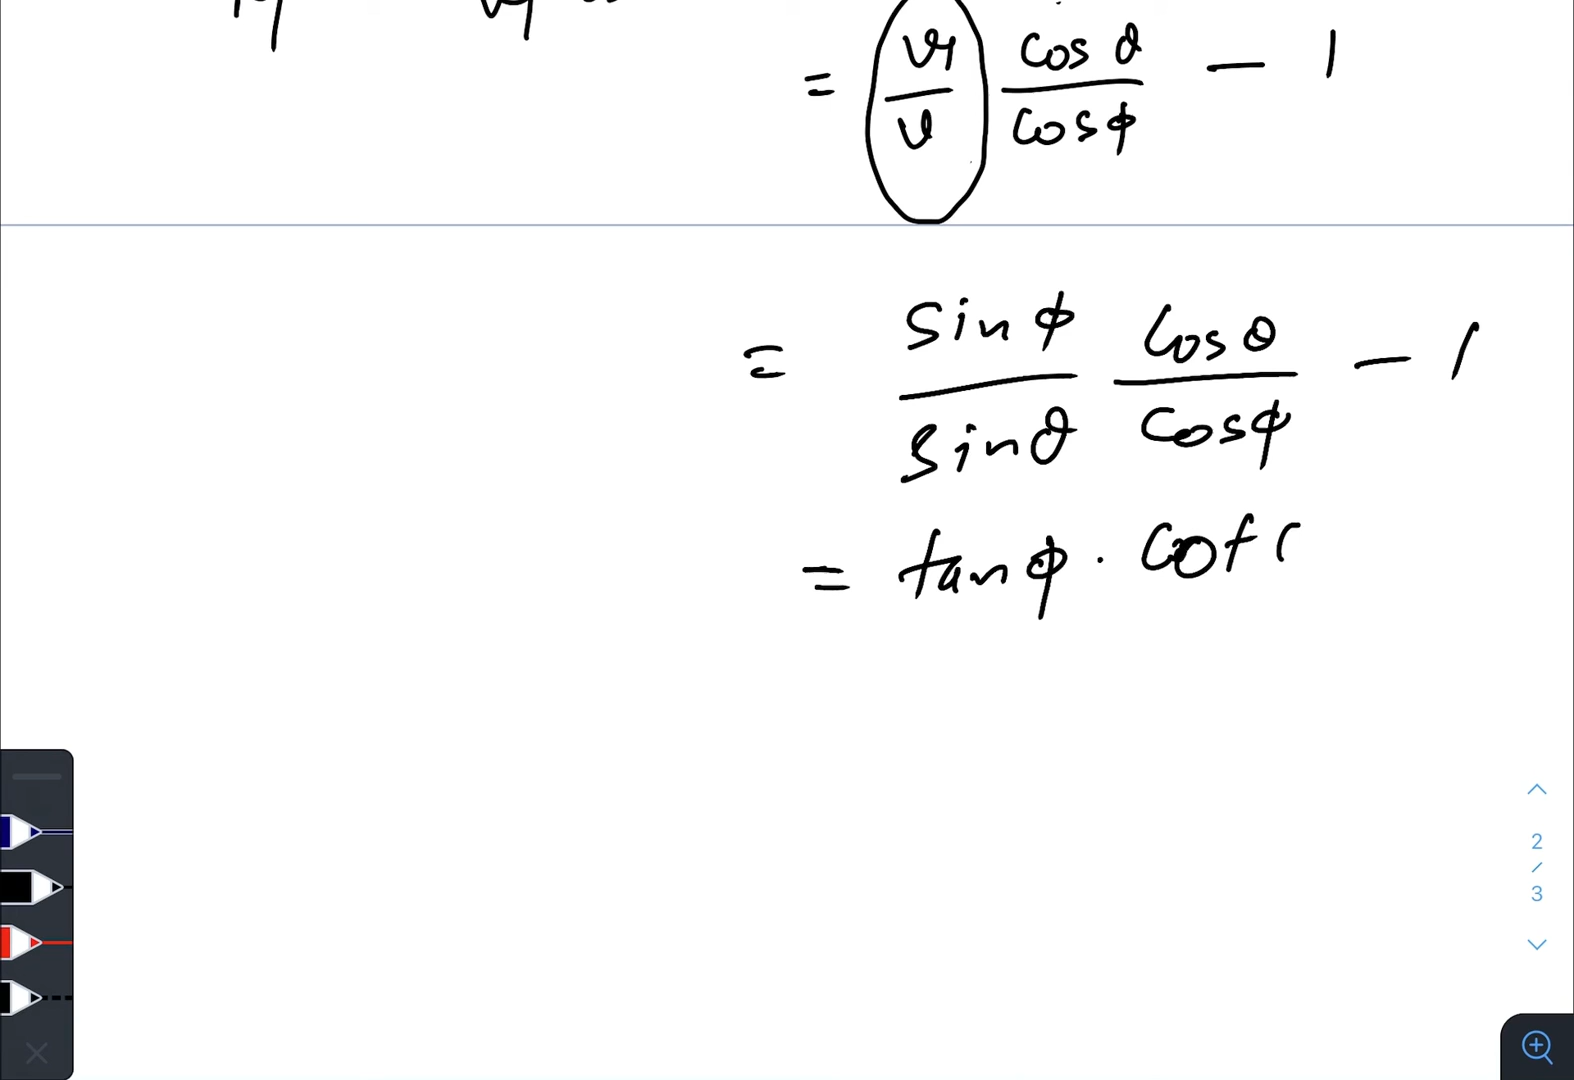 = v₁/v cos θ/cos φ − 1
= sin φ/sin θ cos θ/cos φ − 1
= tan φ · cot
2
/
3